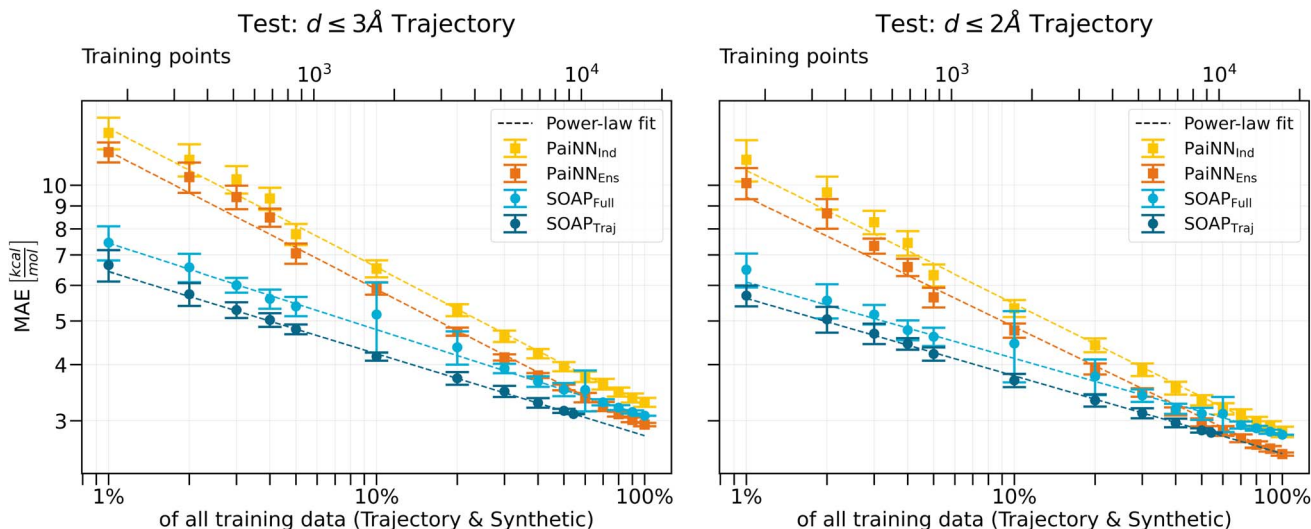 Test: d ≤ 3Å Trajectory
Training points
10³
10⁴
Power-law fit
PaiNN_Ind
PaiNN_Ens
SOAP_Full
SOAP_Traj
MAE [kcal/mol]
10
9
8
7
6
5
4
3
1%
10%
100%
of all training data (Trajectory & Synthetic)
Test: d ≤ 2Å Trajectory
Training points
10³
10⁴
Power-law fit
PaiNN_Ind
PaiNN_Ens
SOAP_Full
SOAP_Traj
1%
10%
100%
of all training data (Trajectory & Synthetic)